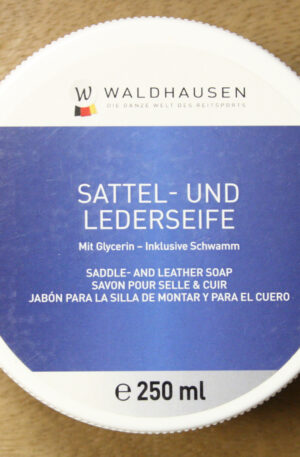 W WALDHAUSEN
DIE GANZE WELT DES REITSPORTS
SATTEL- UND
LEDERSEIFE
Mit Glycerin – Inklusive Schwamm
SADDLE- AND LEATHER SOAP
SAVON POUR SELLE & CUIR
JABÓN PARA LA SILLA DE MONTAR Y PARA EL CUERO
℮ 250 ml